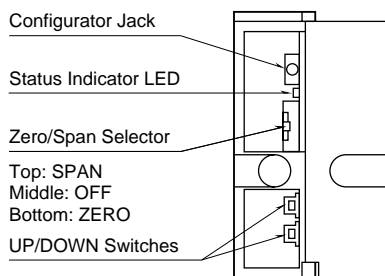 Configurator Jack
Status Indicator LED
Zero/Span Selector
Top: SPAN
Middle: OFF
Bottom: ZERO
UP/DOWN Switches